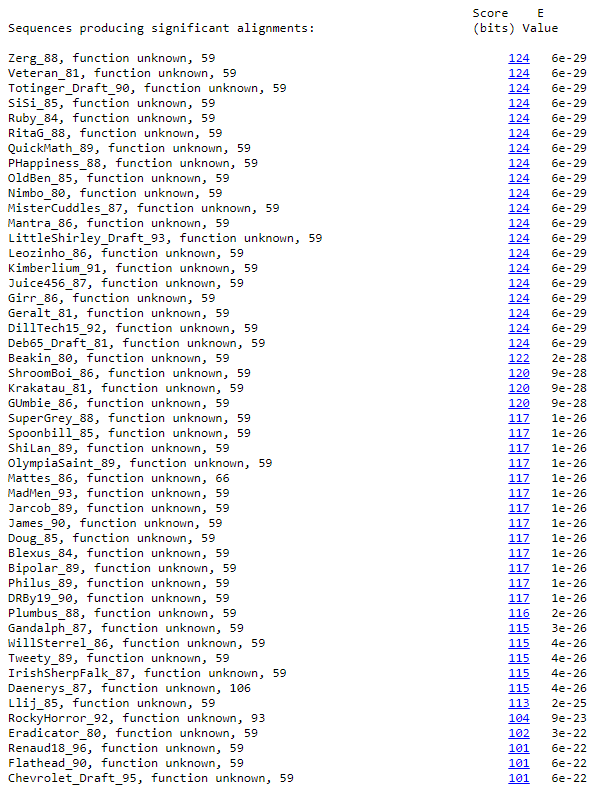 Score E
Sequences producing significant alignments: (bits) Value
Zerg_88, function unknown, 59 124 6e-29
Veteran_81, function unknown, 59 124 6e-29
Totinger_Draft_90, function unknown, 59 124 6e-29
SiSi_85, function unknown, 59 124 6e-29
Ruby_84, function unknown, 59 124 6e-29
RitaG_88, function unknown, 59 124 6e-29
QuickMath_89, function unknown, 59 124 6e-29
PHappiness_88, function unknown, 59 124 6e-29
OldBen_85, function unknown, 59 124 6e-29
Nimbo_80, function unknown, 59 124 6e-29
MisterCuddles_87, function unknown, 59 124 6e-29
Mantra_86, function unknown, 59 124 6e-29
LittleShirley_Draft_93, function unknown, 59 124 6e-29
Leozinho_86, function unknown, 59 124 6e-29
Kimberlium_91, function unknown, 59 124 6e-29
Juice456_87, function unknown, 59 124 6e-29
Girr_86, function unknown, 59 124 6e-29
Geralt_81, function unknown, 59 124 6e-29
DillTech15_92, function unknown, 59 124 6e-29
Deb65_Draft_81, function unknown, 59 124 6e-29
Beakin_80, function unknown, 59 122 2e-28
ShroomBoi_86, function unknown, 59 120 9e-28
Krakatau_81, function unknown, 59 120 9e-28
GUmbie_86, function unknown, 59 120 9e-28
SuperGrey_88, function unknown, 59 117 1e-26
Spoonbill_85, function unknown, 59 117 1e-26
ShiLan_89, function unknown, 59 117 1e-26
OlympiaSaint_89, function unknown, 59 117 1e-26
Mattes_86, function unknown, 66 117 1e-26
MadMen_93, function unknown, 59 117 1e-26
Jarcob_89, function unknown, 59 117 1e-26
James_90, function unknown, 59 117 1e-26
Doug_85, function unknown, 59 117 1e-26
Blexus_84, function unknown, 59 117 1e-26
Bipolar_89, function unknown, 59 117 1e-26
Philus_89, function unknown, 59 117 1e-26
DRBy19_90, function unknown, 59 117 1e-26
Plumbus_88, function unknown, 59 116 2e-26
Gandalph_87, function unknown, 59 115 3e-26
WillSterrel_86, function unknown, 59 115 4e-26
Tweety_89, function unknown, 59 115 4e-26
IrishSherpFalk_87, function unknown, 59 115 4e-26
Daenerys_87, function unknown, 106 115 4e-26
Llij_85, function unknown, 59 113 2e-25
RockyHorror_92, function unknown, 93 104 9e-23
Eradicator_80, function unknown, 59 102 3e-22
Renaud18_96, function unknown, 59 101 6e-22
Flathead_90, function unknown, 59 101 6e-22
Chevrolet_Draft_95, function unknown, 59 101 6e-22